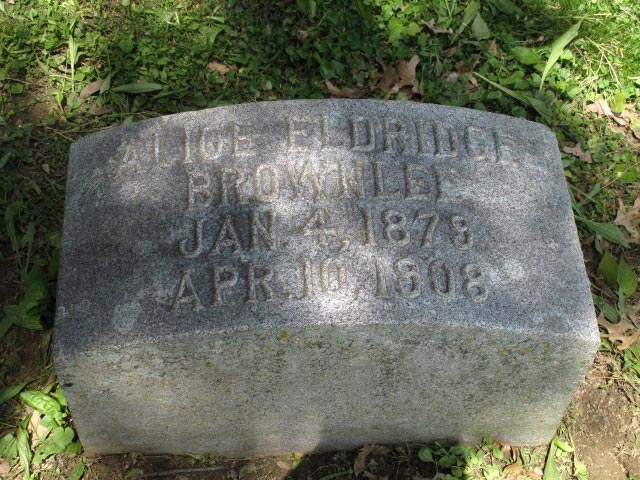 ALICE ELDRIDGE
BROWNLEE
JAN. 4, 1878
APR. 10, 1908